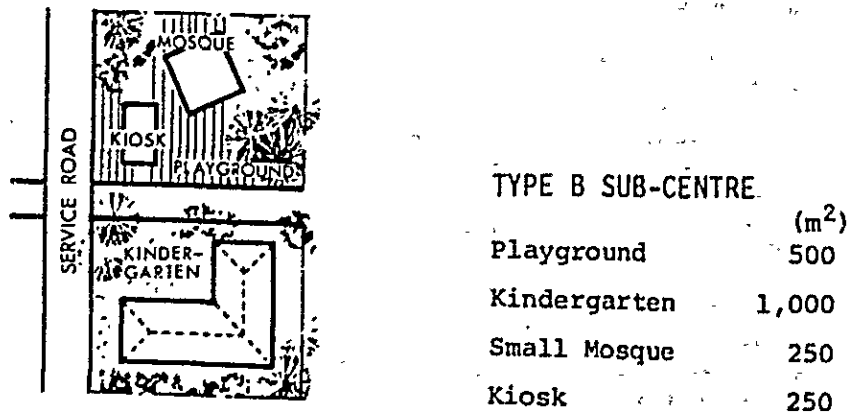 MOSQUE
KIOSK
PLAYGROUND
SERVICE ROAD
KINDER-
GARTEN
TYPE B SUB-CENTRE
(m²)
Playground 500
Kindergarten 1,000
Small Mosque 250
Kiosk 250